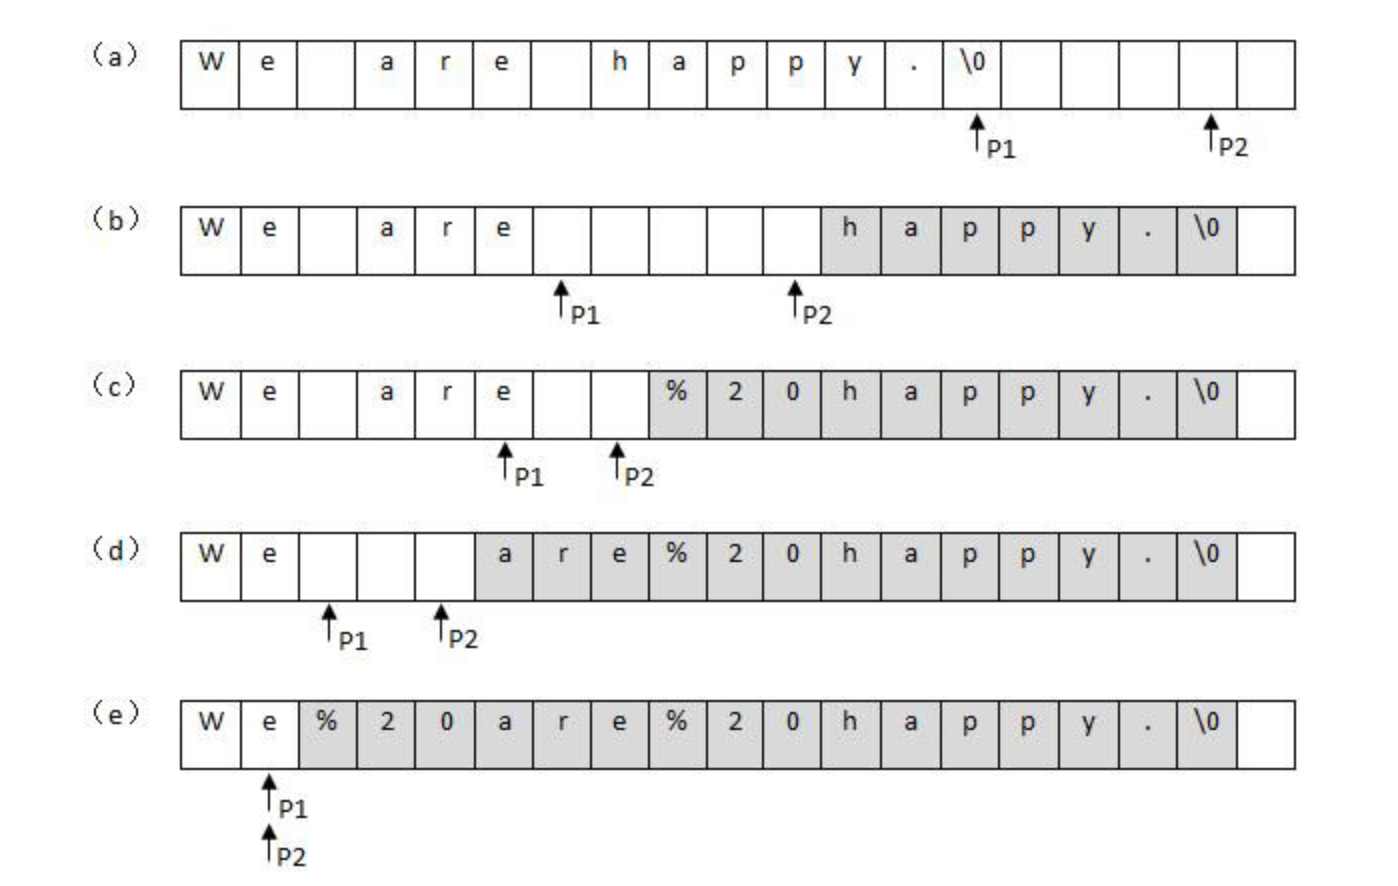 （a） W e a r e h a p p y . \0
P1 P2
（b） W e a r e h a p p y . \0
P1 P2
（c） W e a r e % 2 0 h a p p y . \0
P1 P2
（d） W e a r e % 2 0 h a p p y . \0
P1 P2
（e） W e % 2 0 a r e % 2 0 h a p p y . \0
P1
P2